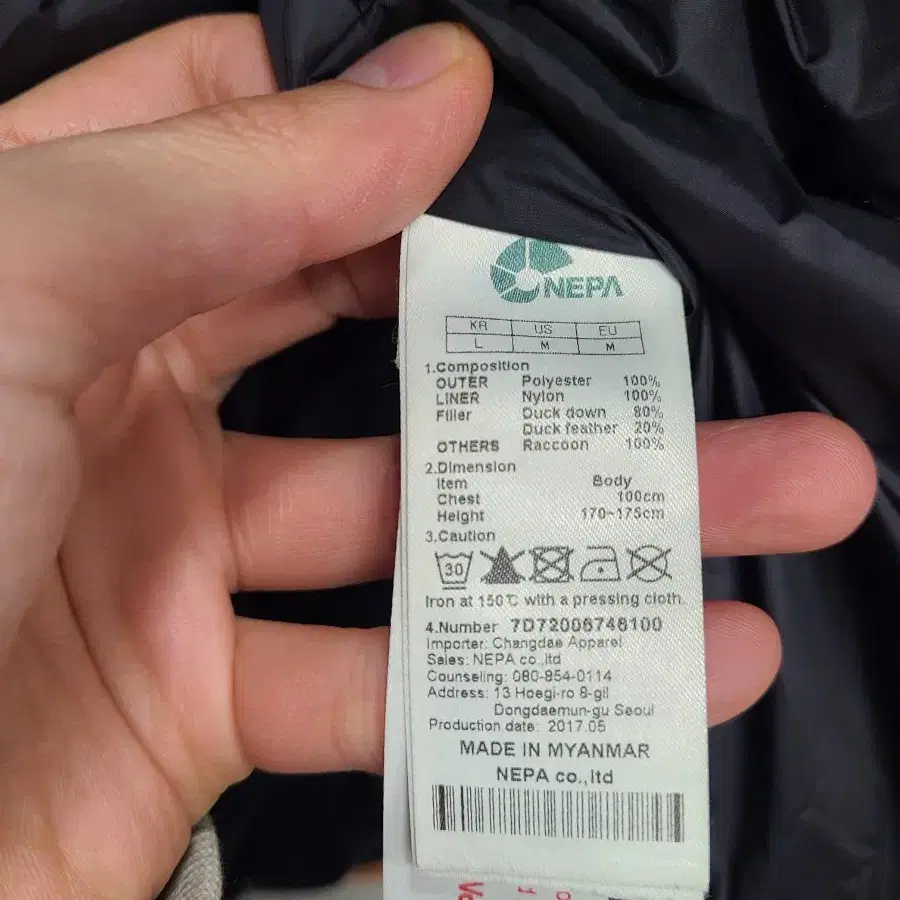 NEPA
KR US EU
L M M
1.Composition
OUTER Polyester 100%
LINER Nylon 100%
Filler Duck down 80%
Duck feather 20%
OTHERS Raccoon 100%
2.Dimension
Item Body
Chest 100cm
Height 170~175cm
3.Caution
30
Iron at 150℃ with a pressing cloth.
4.Number 7D72006746100
Importer: Changdae Apparel
Sales: NEPA co.,ltd
Counseling: 080-854-0114
Address: 13 Hoegi-ro 8-gil
Dongdaemun-gu Seoul
Production date: 2017.05
MADE IN MYANMAR
NEPA co.,ltd